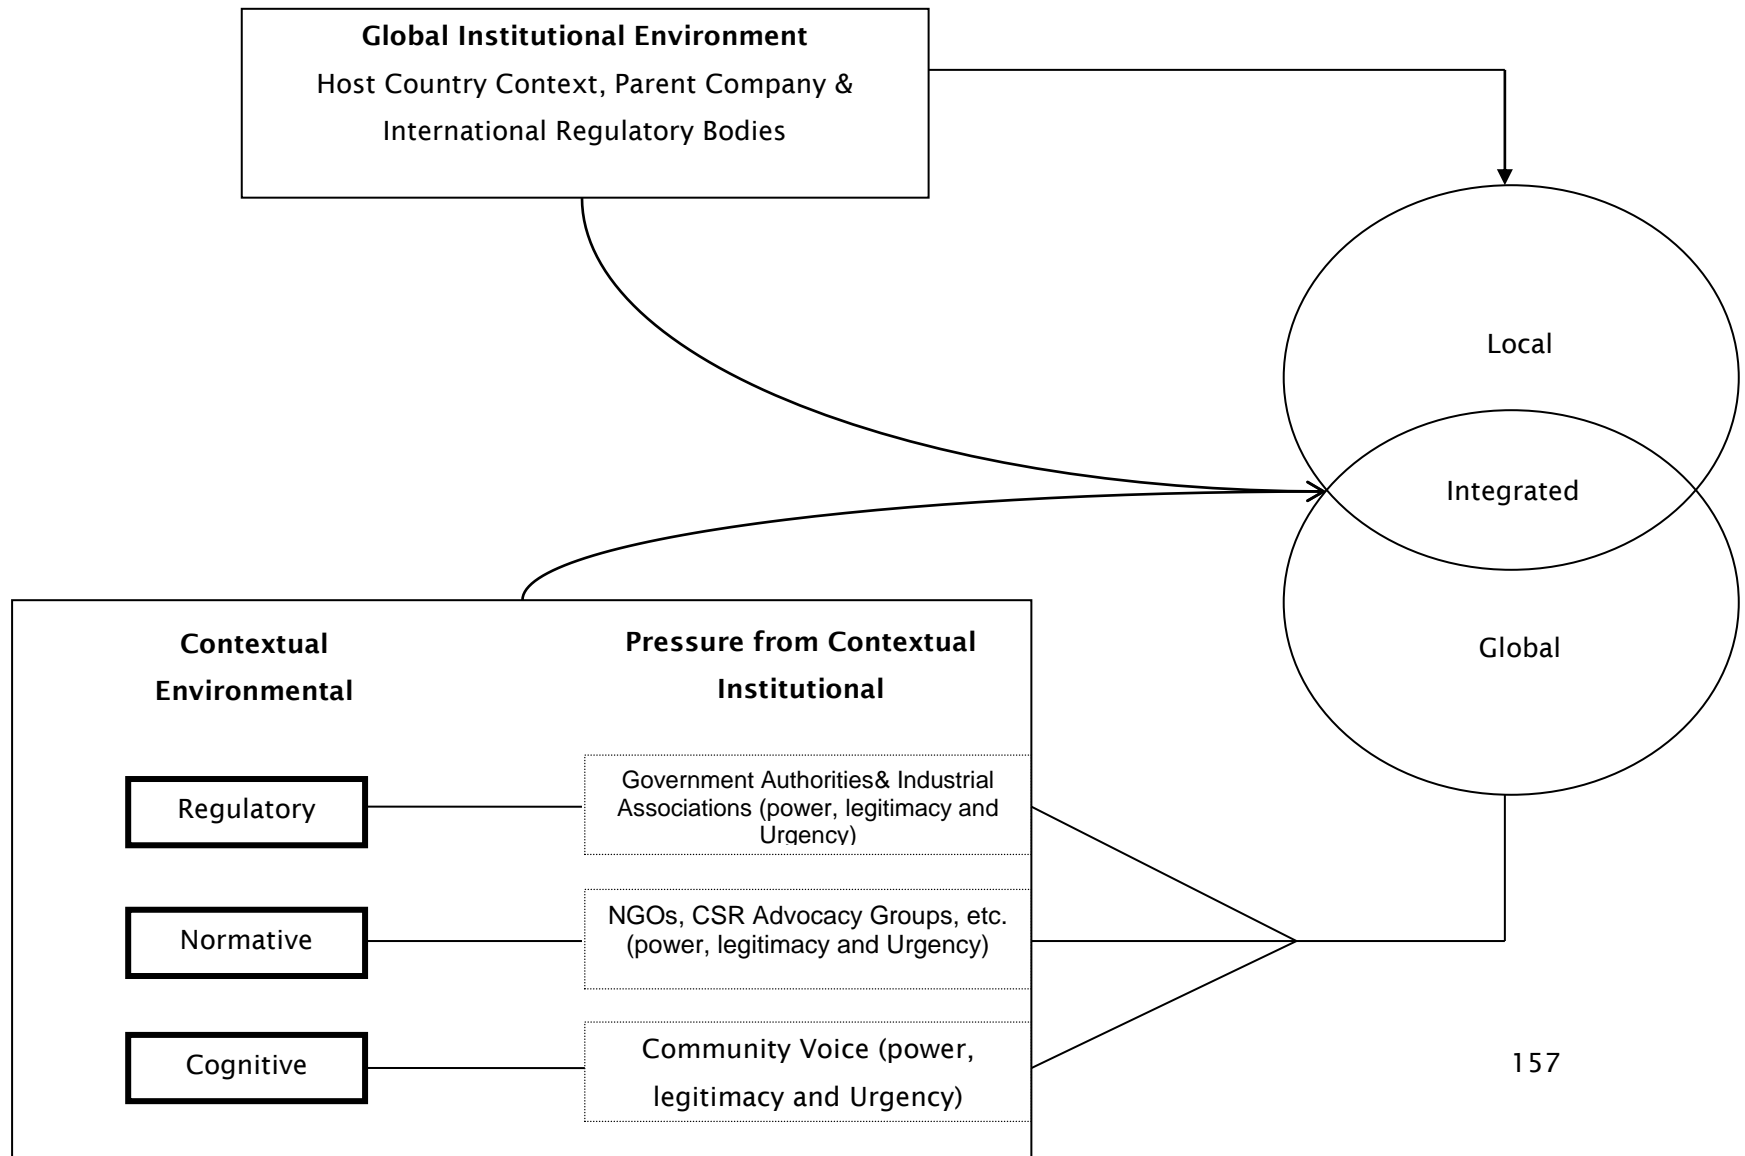 Global Institutional Environment
Host Country Context, Parent Company &
International Regulatory Bodies
Local
Integrated
Global
Contextual
Environmental
Pressure from Contextual
Institutional
Regulatory
Government Authorities& Industrial
Associations (power, legitimacy and
Urgency)
Normative
NGOs, CSR Advocacy Groups, etc.
(power, legitimacy and Urgency)
Cognitive
Community Voice (power,
legitimacy and Urgency)
157